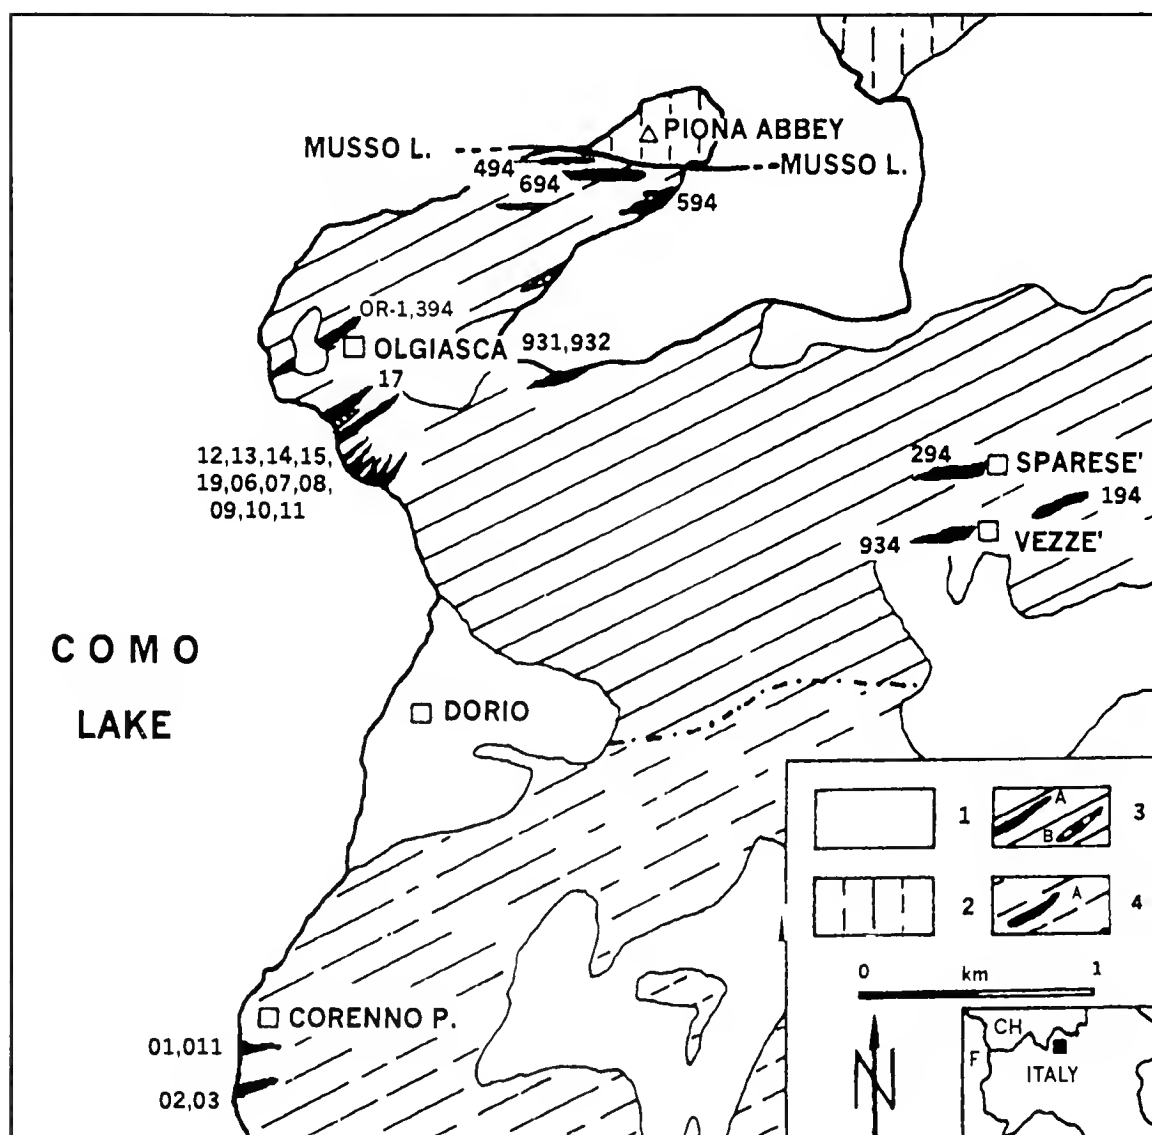 PIONA ABBEY
MUSSO L.
MUSSO L.
494
694
594
OR-1,394
OLGIASCA
931,932
17
12,13,14,15,
19,06,07,08,
09,10,11
294
SPARESE'
194
934
VEZZE'
COMO
LAKE
DORIO
CORENNO P.
01,011
02,03
1
A
B
3
2
A
4
0
km
1
N
CH
F
ITALY